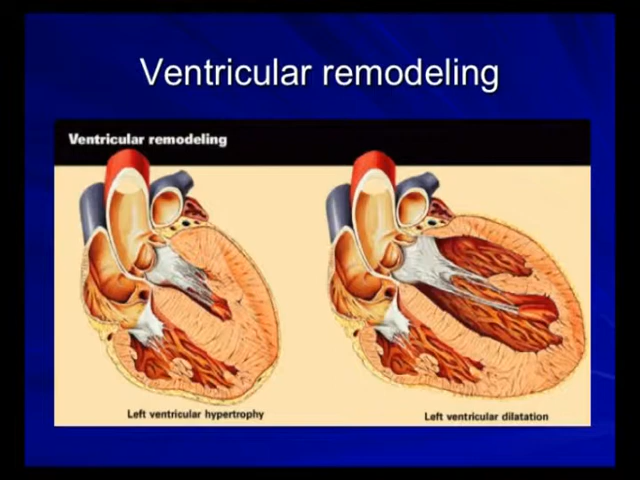 Ventricular remodeling
Ventricular remodeling
Left ventricular hypertrophy
Left ventricular dilatation